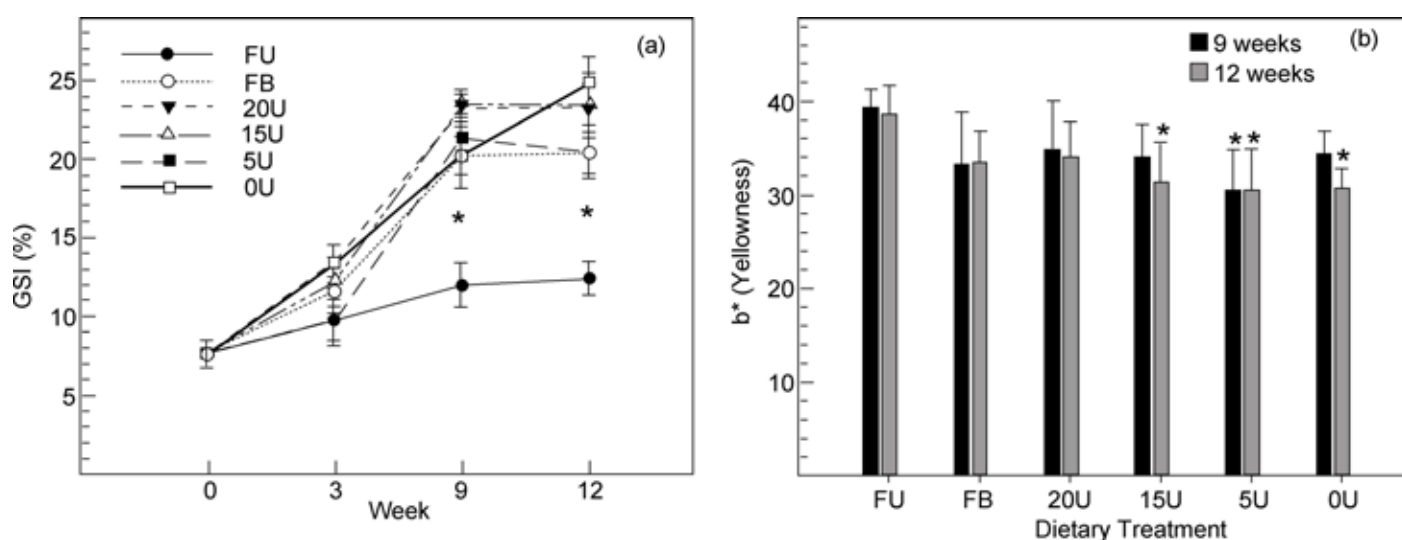 (a)
FU
FB
20U
15U
5U
0U
25
20
15
10
5
GSI (%)
* *
0 3 9 12
Week
(b)
9 weeks
12 weeks
40
30
20
10
b* (Yellowness)
* * * *
FU FB 20U 15U 5U 0U
Dietary Treatment